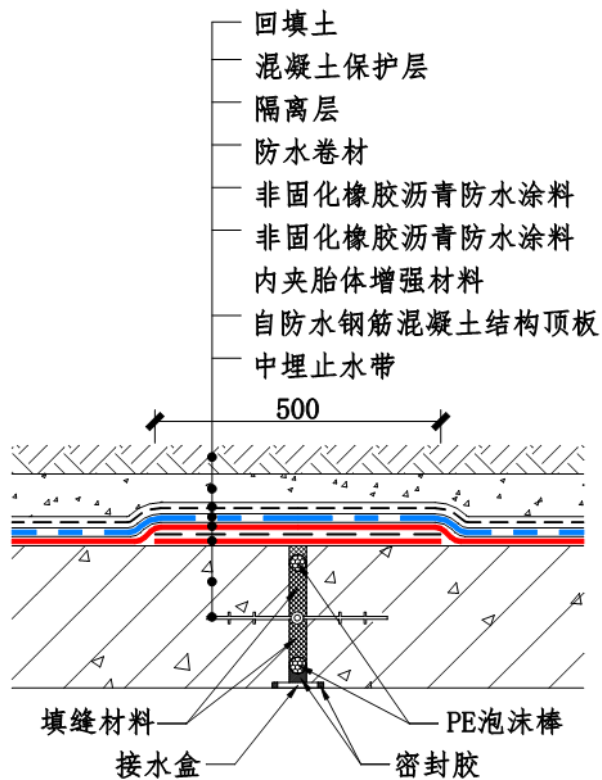 回填土
混凝土保护层
隔离层
防水卷材
非固化橡胶沥青防水涂料
非固化橡胶沥青防水涂料
内夹胎体增强材料
自防水钢筋混凝土结构顶板
中埋止水带
500
填缝材料
PE泡沫棒
接水盒
密封胶